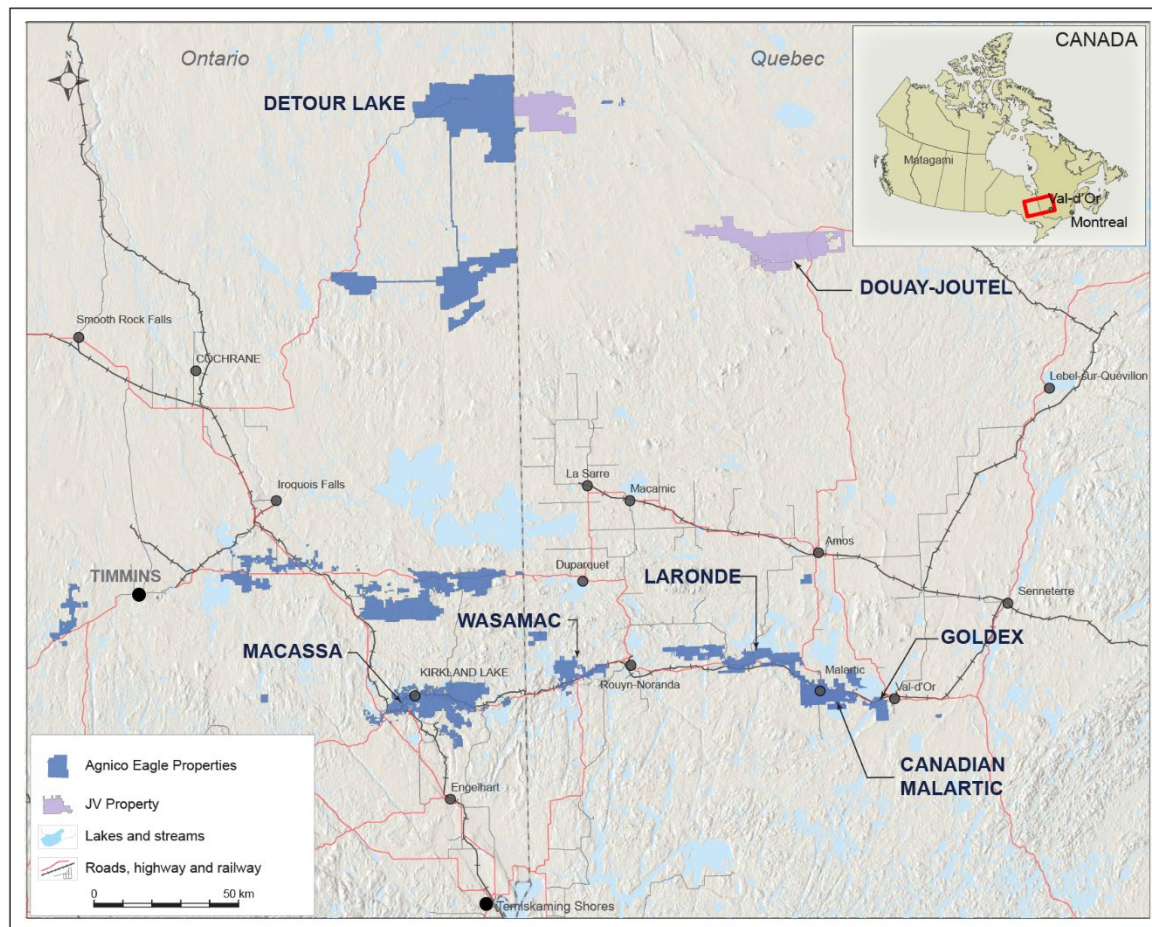 Ontario
Quebec
CANADA
Matagami
Val-d'Or
Montreal
N
DETOUR LAKE
DOUAY-JOUTEL
Smooth Rock Falls
COCHRANE
Lebel-sur-Quévillon
Iroquois Falls
La Sarre
Macamic
Amos
TIMMINS
Duparquet
LARONDE
Senneterre
WASAMAC
GOLDEX
MACASSA
KIRKLAND LAKE
Rouyn-Noranda
Malartic
Val-d'Or
CANADIAN
MALARTIC
Engelhart
Temiskaming Shores
Agnico Eagle Properties
JV Property
Lakes and streams
Roads, highway and railway
0 50 km